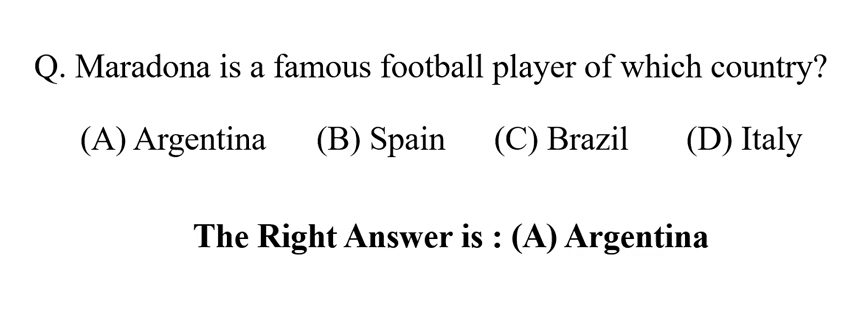 Q. Maradona is a famous football player of which country?
(A) Argentina (B) Spain (C) Brazil (D) Italy
The Right Answer is : (A) Argentina